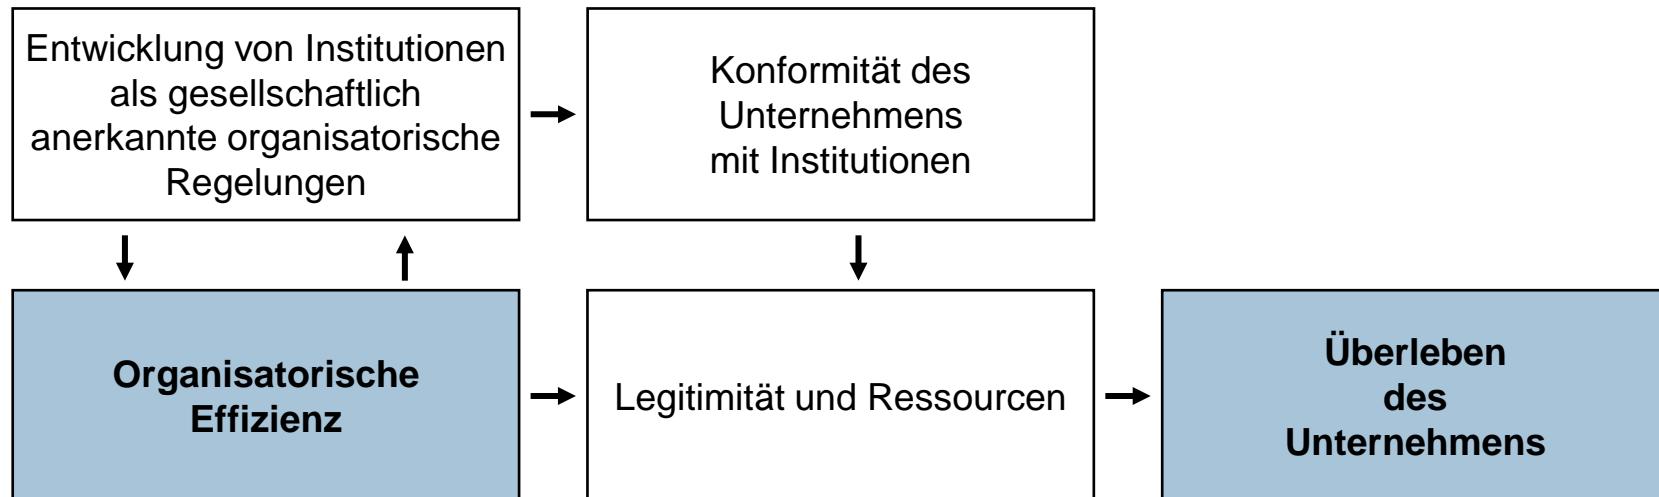 Entwicklung von Institutionen
als gesellschaftlich
anerkannte organisatorische
Regelungen
Konformität des
Unternehmens
mit Institutionen
Organisatorische
Effizienz
Legitimität und Ressourcen
Überleben
des
Unternehmens